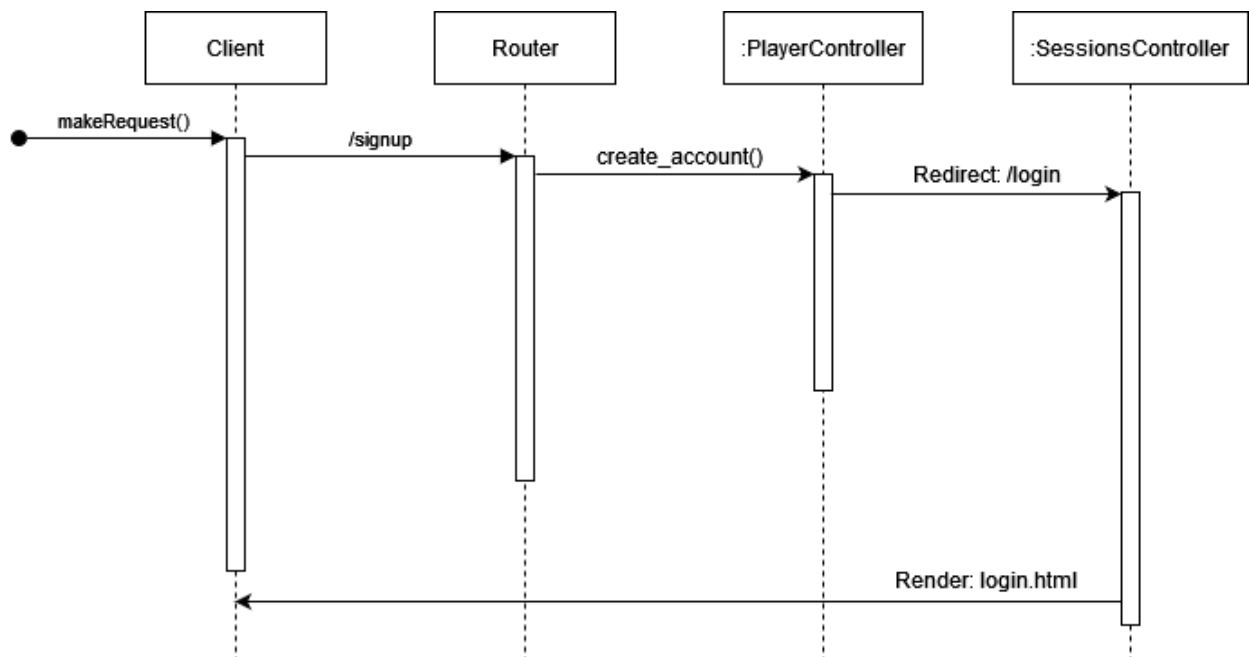 Client
Router
:PlayerController
:SessionsController
makeRequest()
/signup
create_account()
Redirect: /login
Render: login.html